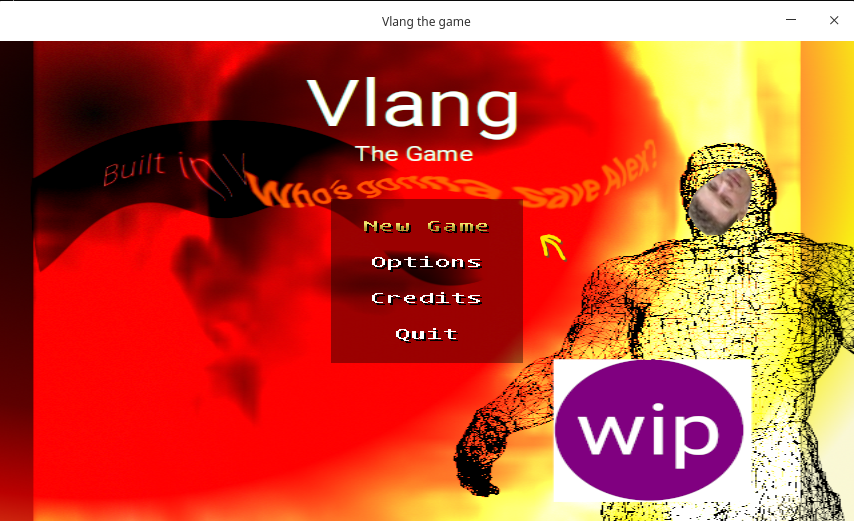 Vlang the game
Vlang
The Game
Built in V
Who's gonna save Alex?
New Game
Options
Credits
Quit
wip